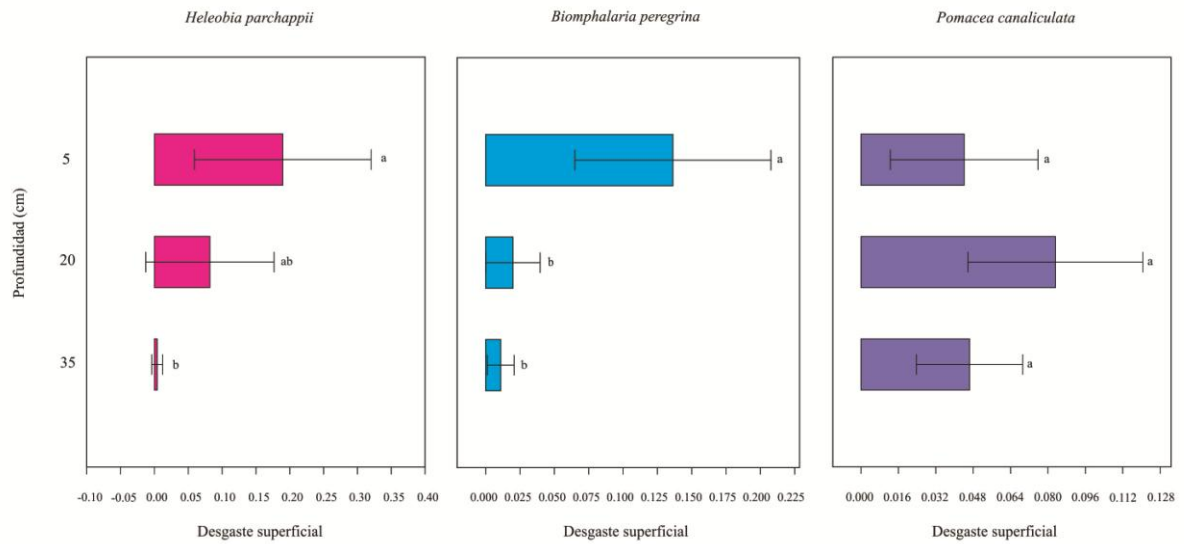 Heleobia parchappii
Biomphalaria peregrina
Pomacea canaliculata
Profundidad (cm)
5
a
a
a
20
ab
b
a
35
b
b
a
-0.10 -0.05 0.00 0.05 0.10 0.15 0.20 0.25 0.30 0.35 0.40
0.000 0.025 0.050 0.075 0.100 0.125 0.150 0.175 0.200 0.225
0.000 0.016 0.032 0.048 0.064 0.080 0.096 0.112 0.128
Desgaste superficial
Desgaste superficial
Desgaste superficial